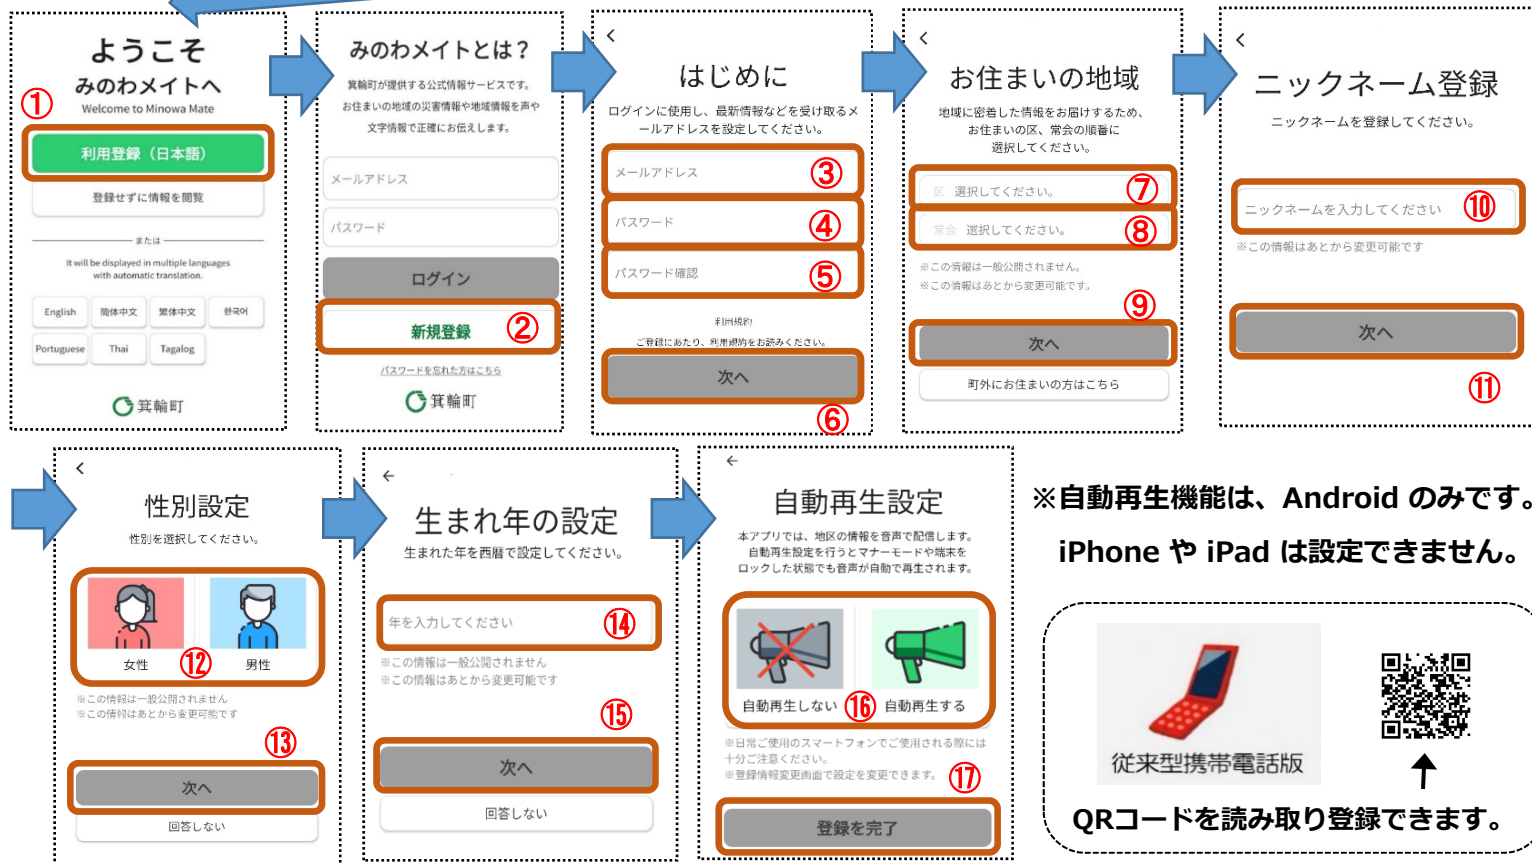 ようこそ
みのわメイトへ
Welcome to Minowa Mate
①
利用登録（日本語）
登録せずに情報を閲覧
または
It will be displayed in multiple languages
with automatic translation.
English
簡体中文
繁体中文
한국어
Portuguese
Thai
Tagalog
箕輪町
みのわメイトとは？
箕輪町が提供する公式情報サービスです。
お住まいの地域の災害情報や地域情報を声や
文字情報で正確にお伝えします。
メールアドレス
パスワード
ログイン
新規登録
②
パスワードを忘れた方はこちら
箕輪町
はじめに
ログインに使用し、最新情報などを受け取るメ
ールアドレスを設定してください。
メールアドレス
③
パスワード
④
パスワード確認
⑤
利用規約
ご登録にあたり、利用規約をお読みください。
次へ
⑥
お住まいの地域
地域に密着した情報をお届けするため、
お住まいの区、常会の順番に
選択してください。
区 選択してください。
⑦
常会 選択してください。
⑧
※この情報は一般公開されません。
※この情報はあとから変更可能です。
⑨
次へ
町外にお住まいの方はこちら
ニックネーム登録
ニックネームを登録してください。
ニックネームを入力してください
⑩
※この情報はあとから変更可能です
次へ
⑪
性別設定
性別を選択してください。
女性
⑫
男性
※この情報は一般公開されません
※この情報はあとから変更可能です
⑬
次へ
回答しない
生まれ年の設定
生まれた年を西暦で設定してください。
年を入力してください
⑭
※この情報は一般公開されません
※この情報はあとから変更可能です
⑮
次へ
回答しない
自動再生設定
本アプリでは、地区の情報を音声で配信します。
自動再生設定を行うとマナーモードや端末を
ロックした状態でも音声が自動で再生されます。
自動再生しない
⑯
自動再生する
※日常ご使用のスマートフォンでご使用される際には
十分ご注意ください。
※登録情報変更画面で設定を変更できます。
⑰
登録を完了
※自動再生機能は、Android のみです。
iPhone や iPad は設定できません。
従来型携帯電話版
QRコードを読み取り登録できます。